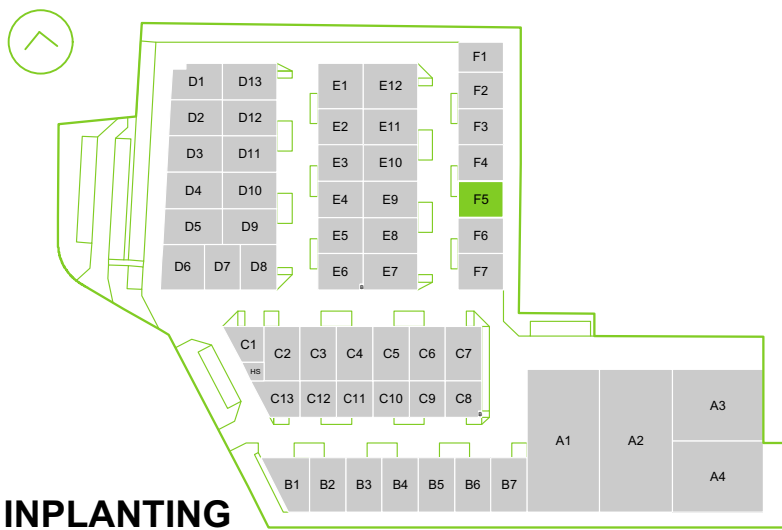 F1
D1 D13 E1 E12 F2
D2 D12 E2 E11 F3
D3 D11 E3 E10 F4
D4 D10 E4 E9 F5
D5 D9 E5 E8 F6
D6 D7 D8 E6 E7 F7
B
C1 C2 C3 C4 C5 C6 C7
HS
C13 C12 C11 C10 C9 C8
B
A1 A2 A3
A4
B1 B2 B3 B4 B5 B6 B7
INPLANTING